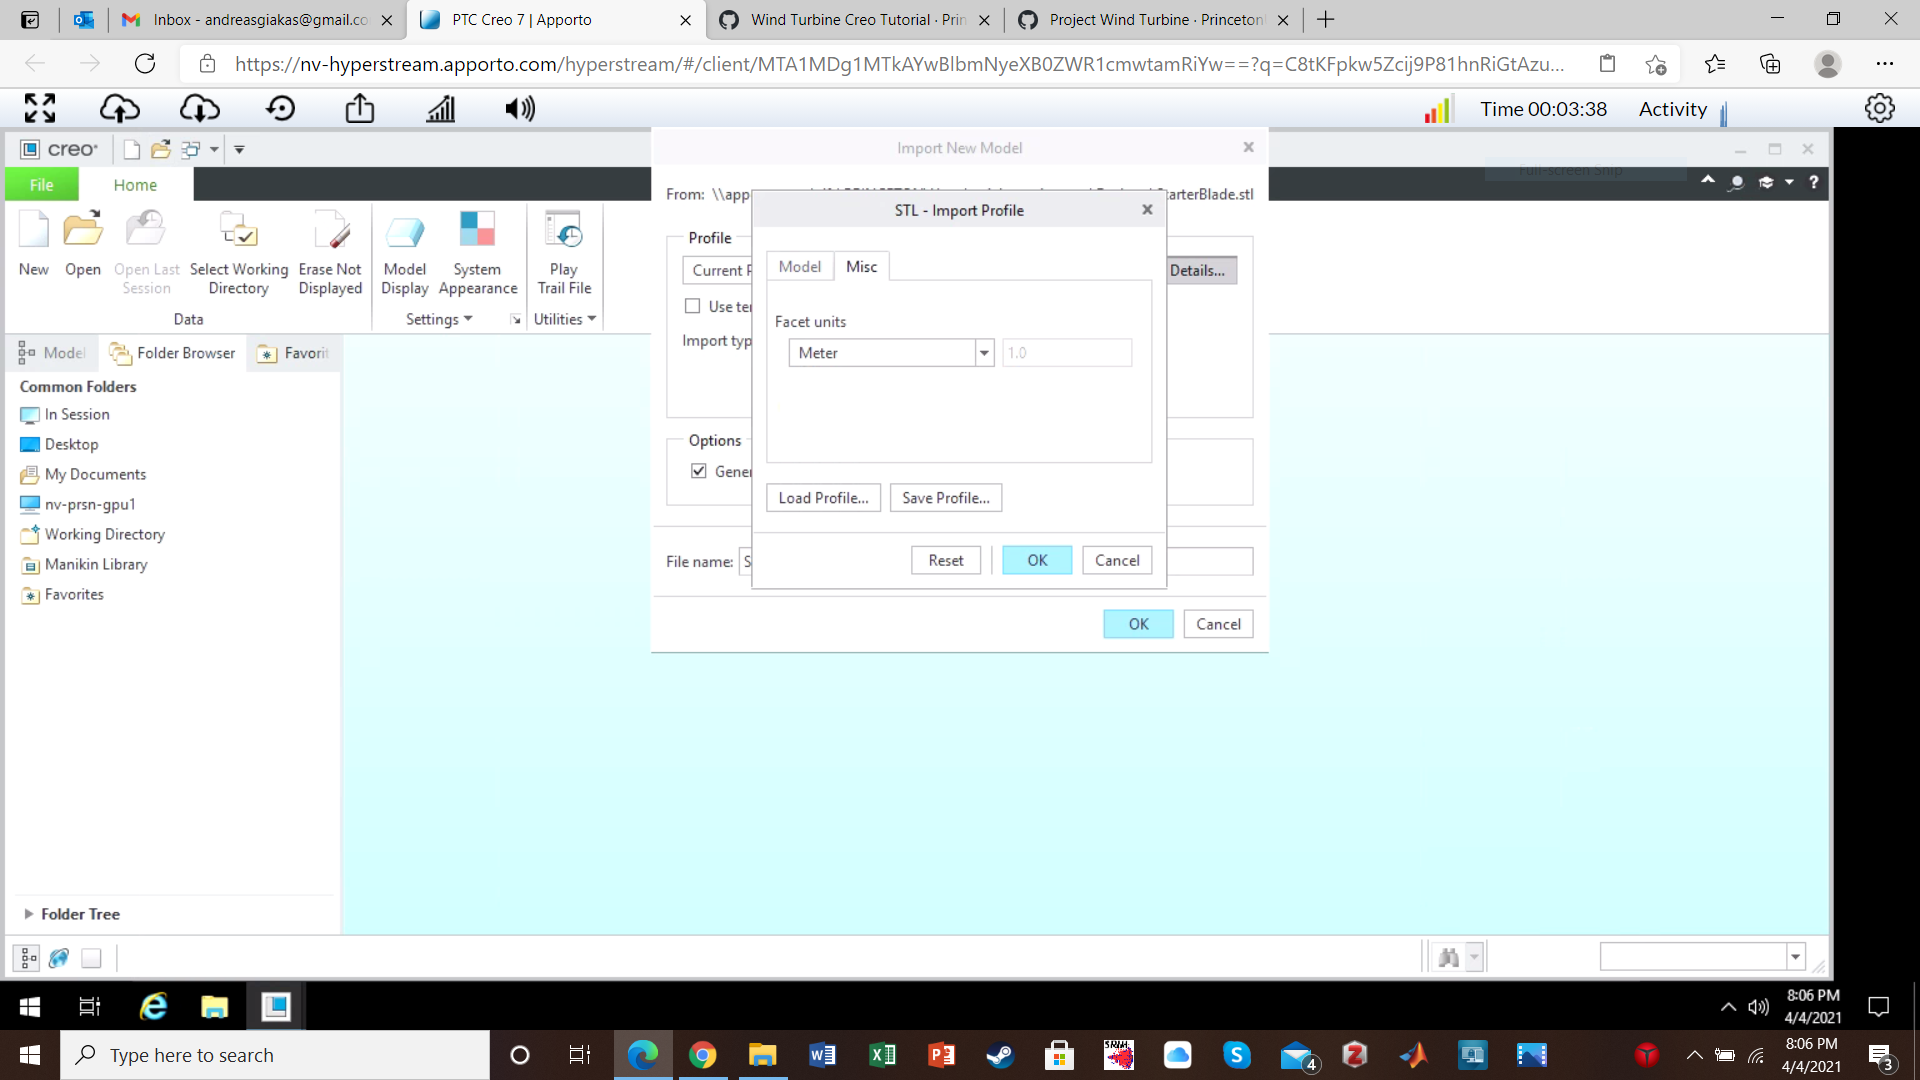 Inbox - andreasgiakas@gmail.co
PTC Creo 7 | Apporto
Wind Turbine Creo Tutorial · Prin
Project Wind Turbine · Princeton
https://nv-hyperstream.apporto.com/hyperstream/#/client/MTA1MDg1MTkAYwBlbmNyeXB0ZWR1cmwtamRiYw==?q=C8tKFpkw5Zcij9P81hnRiGtAzu...
Time 00:03:38
Activity
creo
Import New Model
Full-screen Snip
File
Home
From: \\app
arterBlade.stl
STL - Import Profile
Profile
Model
Misc
Current P
Details...
New
Open
Open Last Session
Select Working Directory
Erase Not Displayed
Model Display
System Appearance
Play Trail File
Use te
Facet units
Data
Settings
Utilities
Import typ
Meter
1.0
Model
Folder Browser
Favorit
Common Folders
In Session
Desktop
My Documents
nv-prsn-gpu1
Working Directory
Manikin Library
Favorites
Options
Gener
Load Profile...
Save Profile...
File name:
S
Reset
OK
Cancel
OK
Cancel
Folder Tree
8:06 PM
4/4/2021
Type here to search
4
8:06 PM
4/4/2021
3